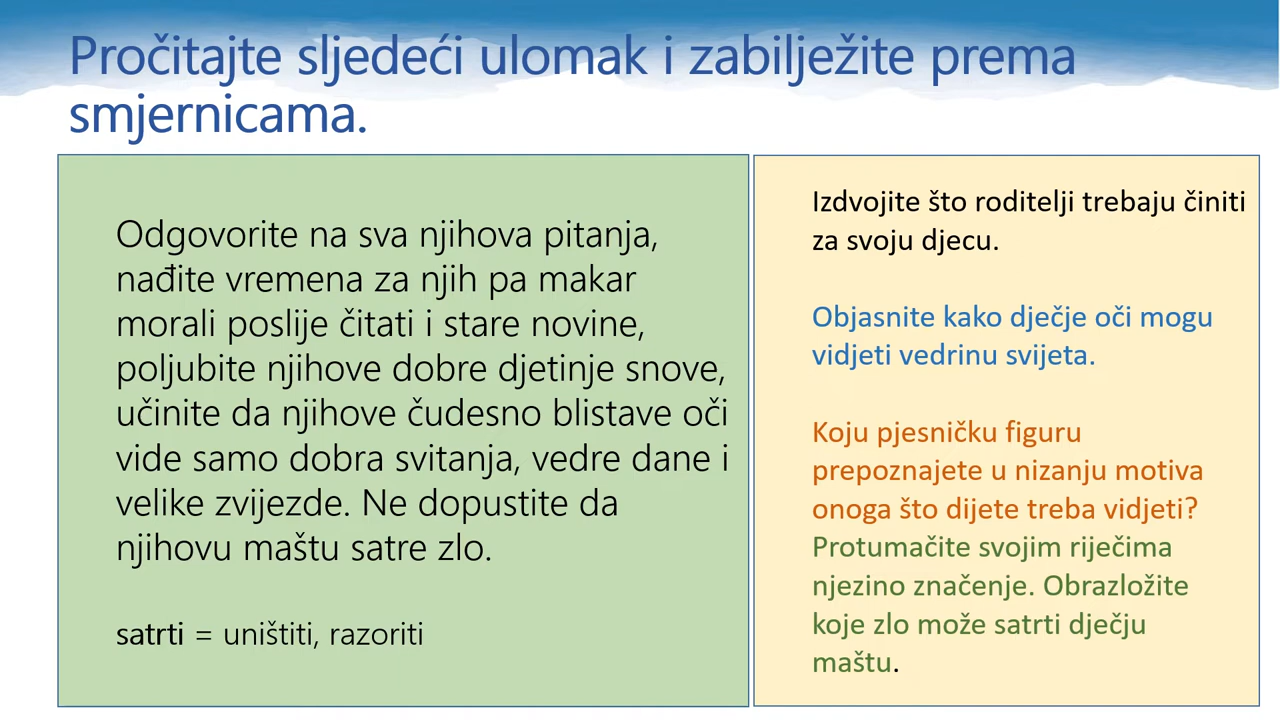 Pročitajte sljedeći ulomak i zabilježite prema
smjernicama.
Odgovorite na sva njihova pitanja,
nađite vremena za njih pa makar
morali poslije čitati i stare novine,
poljubite njihove dobre djetinje snove,
učinite da njihove čudesno blistave oči
vide samo dobra svitanja, vedre dane i
velike zvijezde. Ne dopustite da
njihovu maštu satre zlo.
satrti = uništiti, razoriti
Izdvojite što roditelji trebaju činiti
za svoju djecu.
Objasnite kako dječje oči mogu
vidjeti vedrinu svijeta.
Koju pjesničku figuru
prepoznajete u nizanju motiva
onoga što dijete treba vidjeti?
Protumačite svojim riječima
njezino značenje. Obrazložite
koje zlo može satrti dječju
maštu.